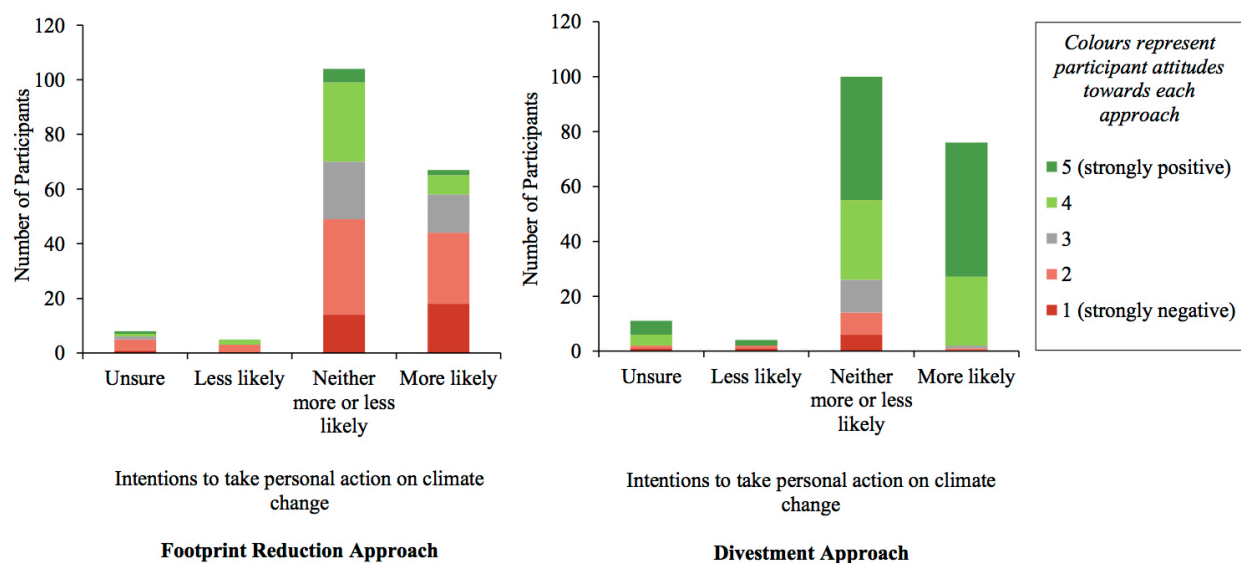 120
100
80
60
40
20
0
Number of Participants
Unsure
Less likely
Neither
more or less
likely
More likely
Intentions to take personal action on climate
change
Footprint Reduction Approach
120
100
80
60
40
20
0
Number of Participants
Unsure
Less likely
Neither
more or less
likely
More likely
Intentions to take personal action on climate
change
Divestment Approach
Colours represent
participant attitudes
towards each
approach
5 (strongly positive)
4
3
2
1 (strongly negative)